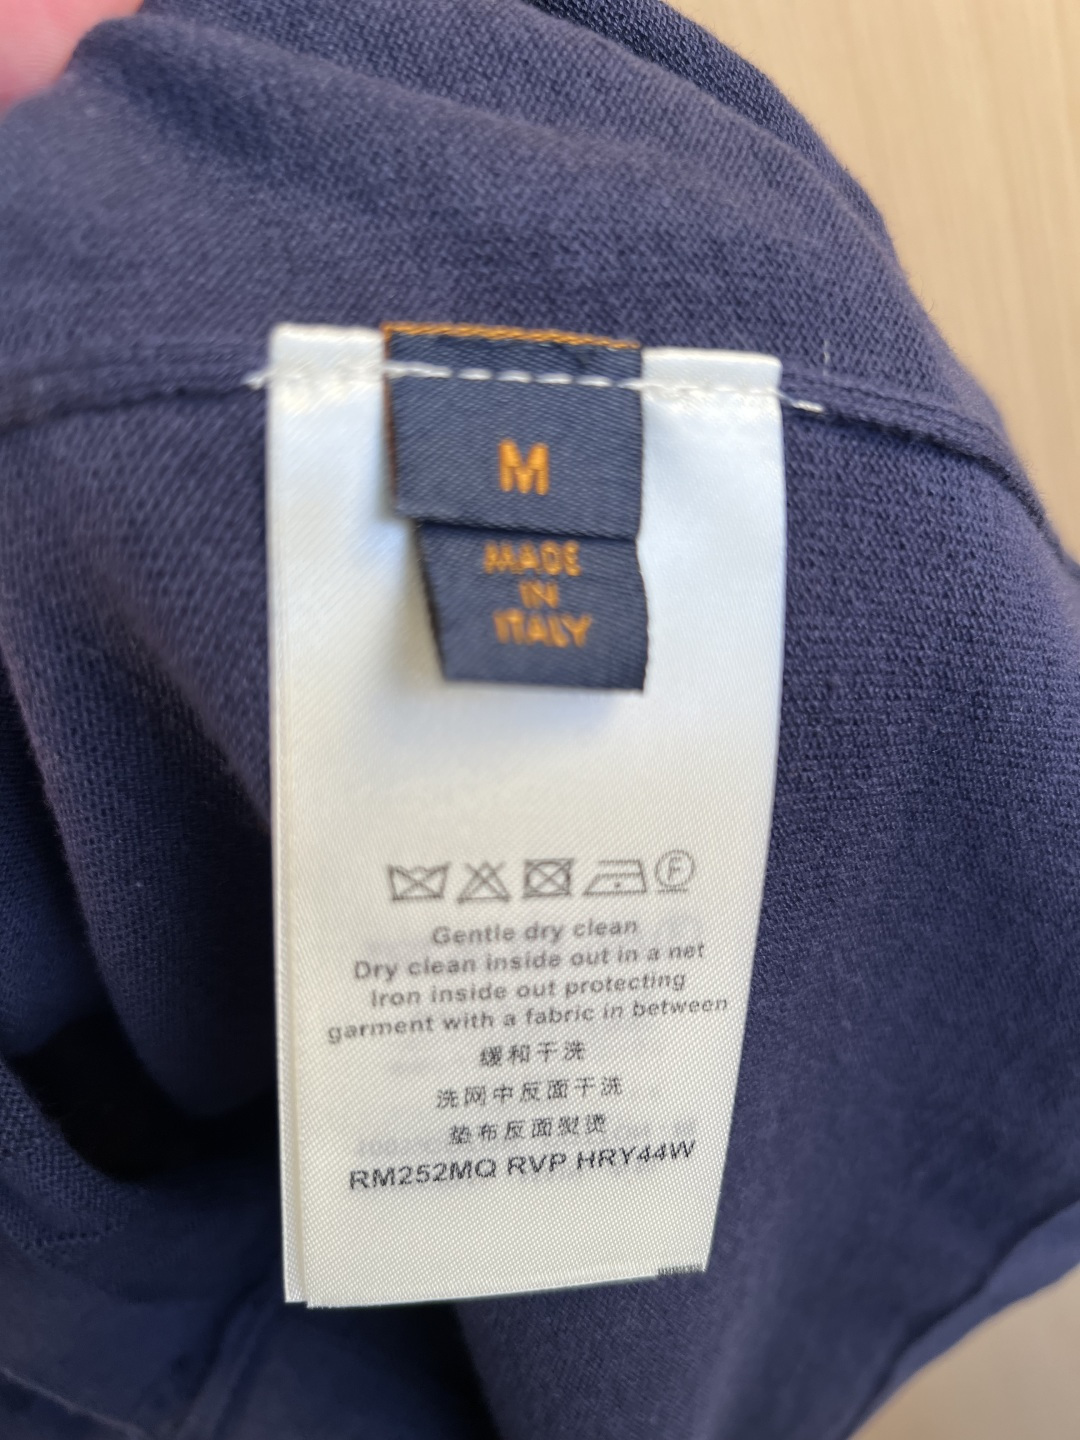 M
MADE
IN
ITALY
F
Gentle dry clean
Dry clean inside out in a net
Iron inside out protecting
garment with a fabric in between
缓和干洗
洗网中反面干洗
垫布反面熨烫
RM252MQ RVP HRY44W